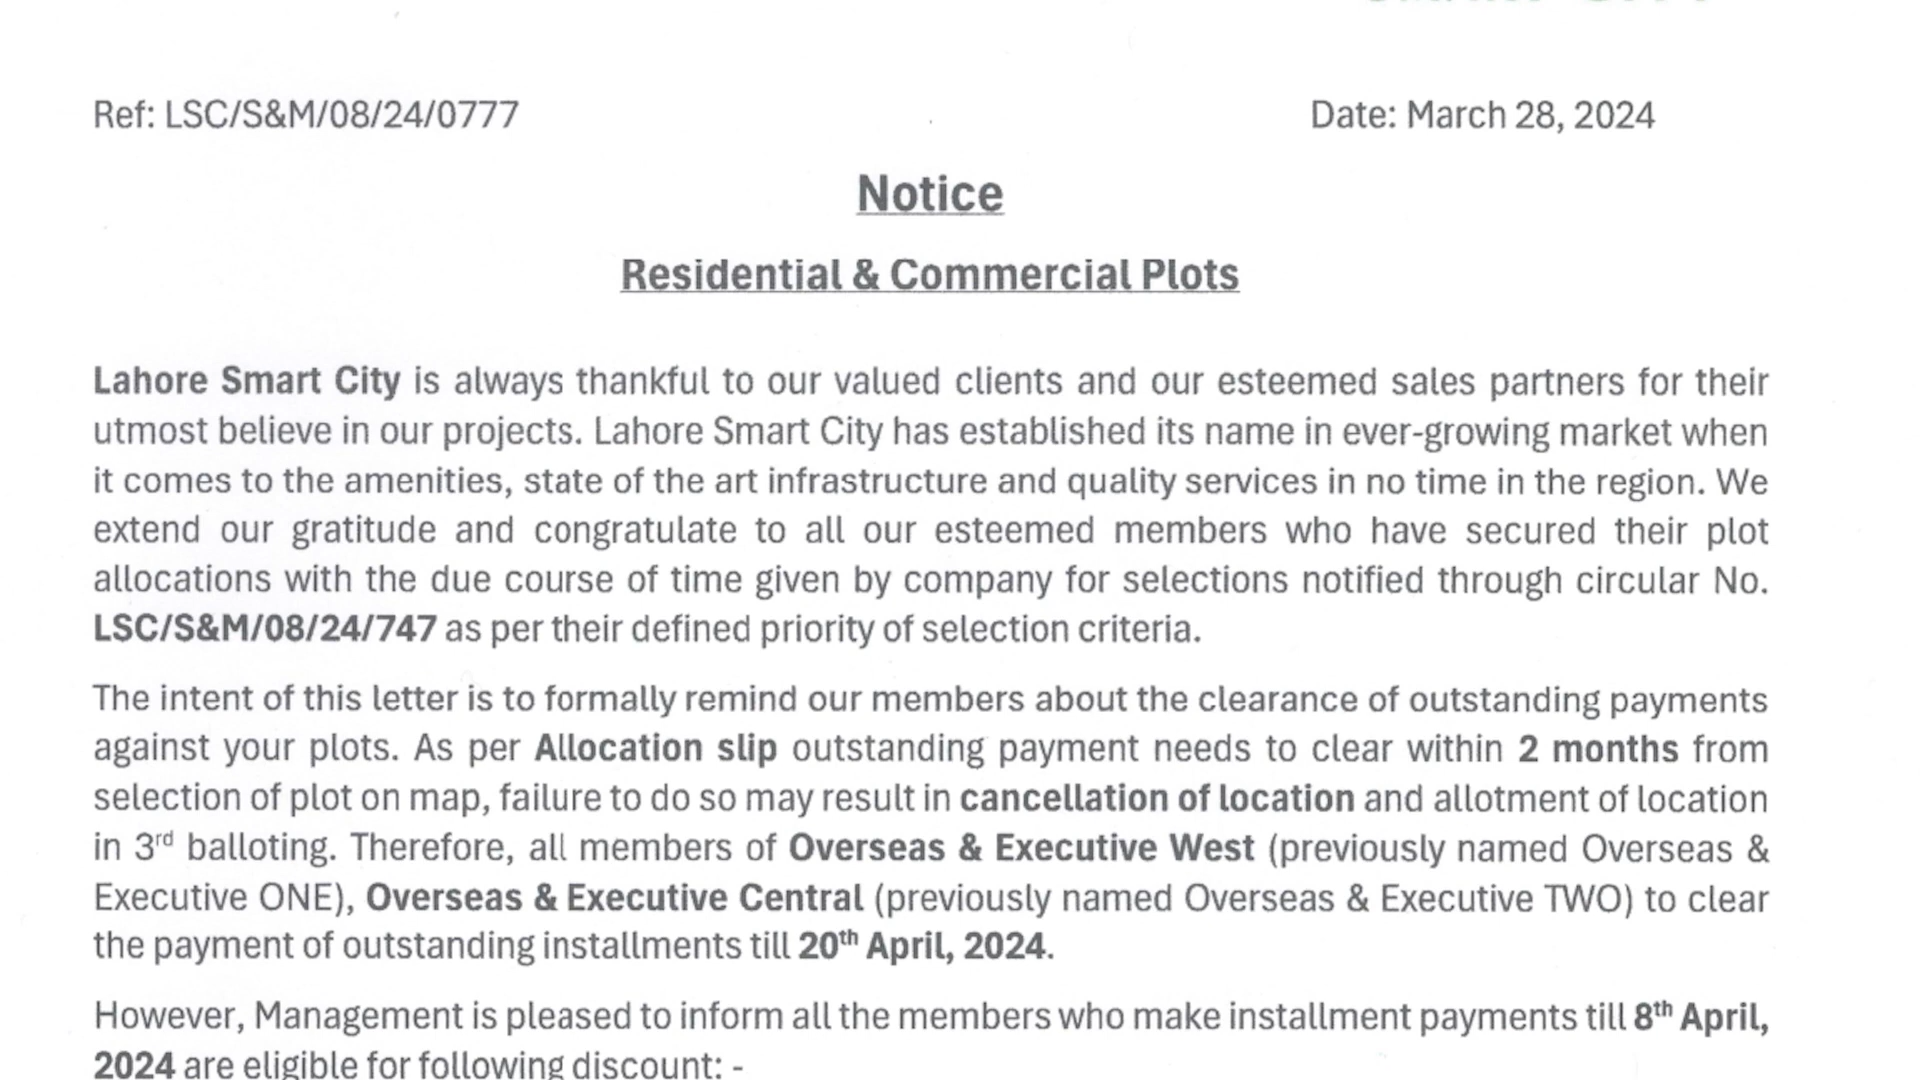 Ref: LSC/S&M/08/24/0777 Date: March 28, 2024
Notice
Residential & Commercial Plots
Lahore Smart City is always thankful to our valued clients and our esteemed sales partners for their
utmost believe in our projects. Lahore Smart City has established its name in ever-growing market when
it comes to the amenities, state of the art infrastructure and quality services in no time in the region. We
extend our gratitude and congratulate to all our esteemed members who have secured their plot
allocations with the due course of time given by company for selections notified through circular No.
LSC/S&M/08/24/747 as per their defined priority of selection criteria.
The intent of this letter is to formally remind our members about the clearance of outstanding payments
against your plots. As per Allocation slip outstanding payment needs to clear within 2 months from
selection of plot on map, failure to do so may result in cancellation of location and allotment of location
in 3rd balloting. Therefore, all members of Overseas & Executive West (previously named Overseas &
Executive ONE), Overseas & Executive Central (previously named Overseas & Executive TWO) to clear
the payment of outstanding installments till 20th April, 2024.
However, Management is pleased to inform all the members who make installment payments till 8th April,
2024 are eligible for following discount: -